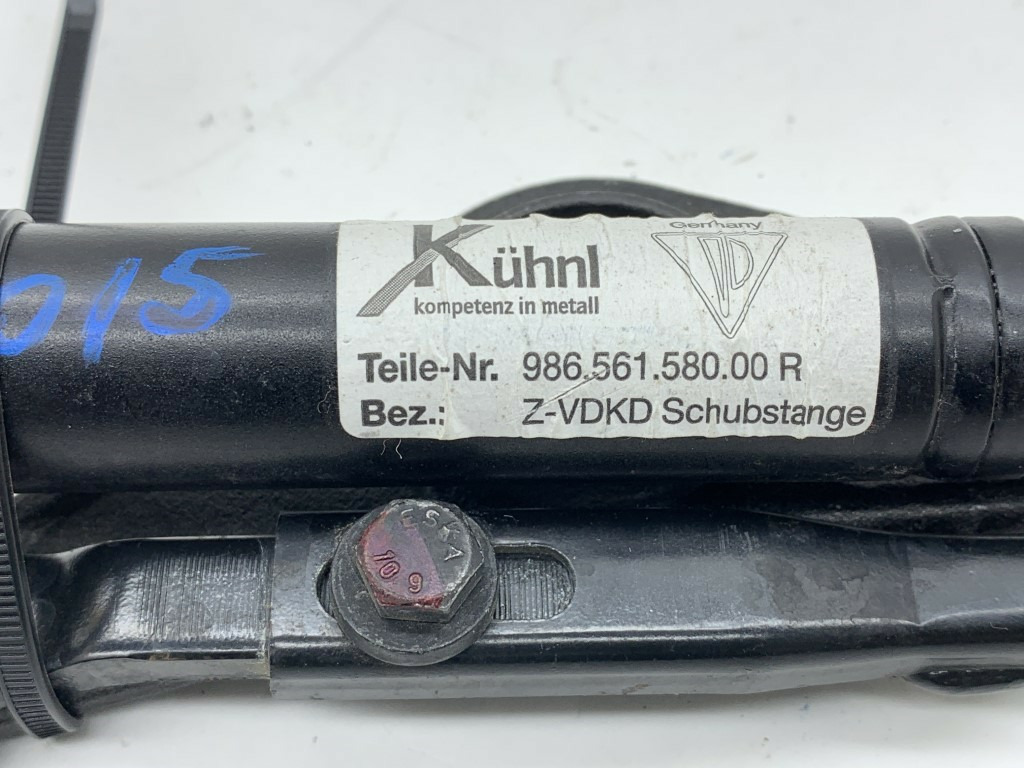 Kühnl
kompetenz in metall
Germany
Teile-Nr. 986.561.580.00 R
Bez.: Z-VDKD Schubstange
015
ESKA
10 9